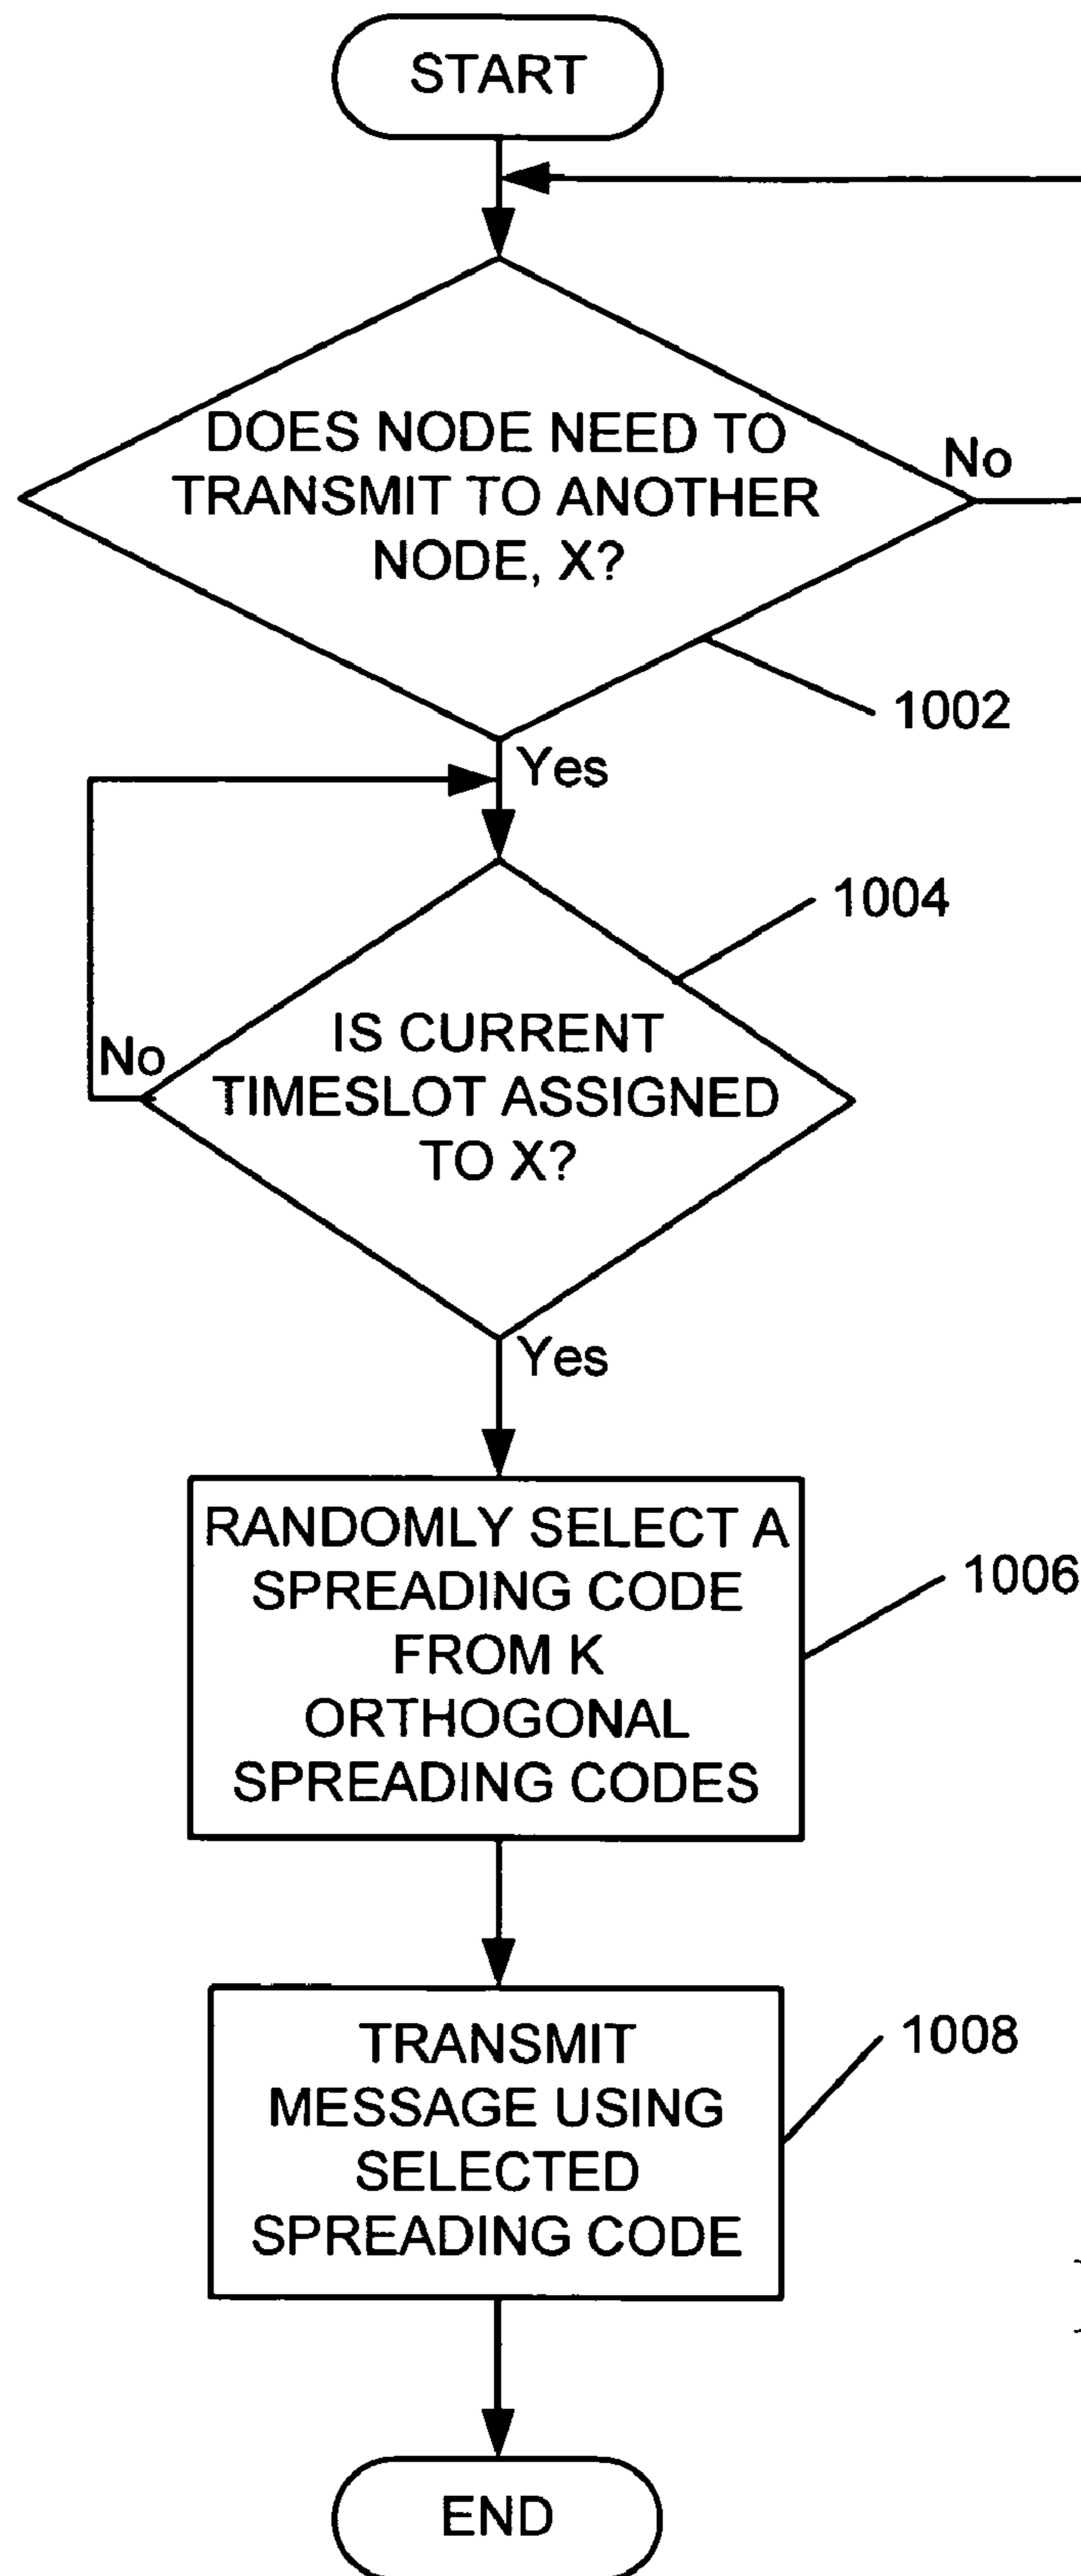 START
DOES NODE NEED TO
TRANSMIT TO ANOTHER
NODE, X?
No
1002
Yes
1004
IS CURRENT
TIMESLOT ASSIGNED
TO X?
No
Yes
RANDOMLY SELECT A
SPREADING CODE
FROM K
ORTHOGONAL
SPREADING CODES
1006
TRANSMIT
MESSAGE USING
SELECTED
SPREADING CODE
1008
END